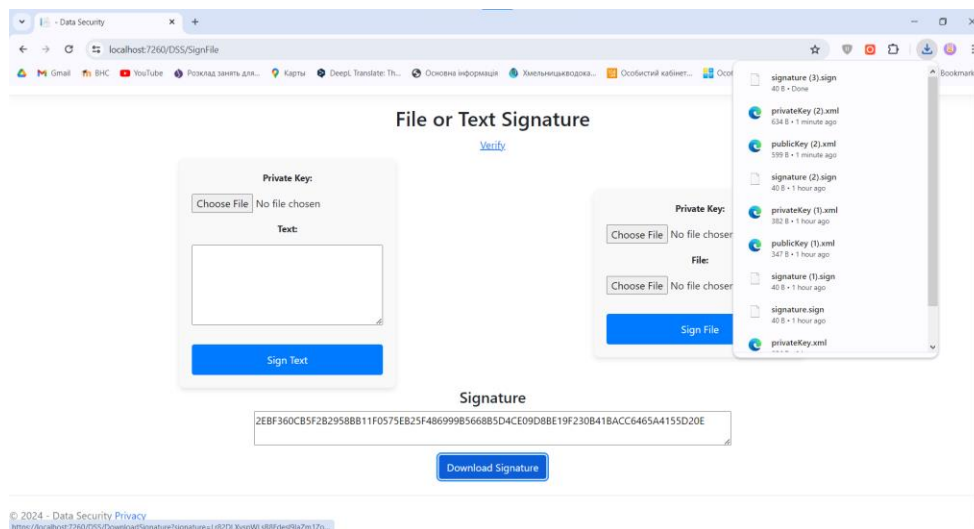 - Data Security
localhost:7260/DSS/SignFile
Gmail
ВНС
YouTube
Розклад занять для...
Карты
DeepL Translate: Th...
Основна інформація
Хмельницькводока...
Особистий кабінет...
Bookmark
File or Text Signature
Verify
Private Key:
Choose File No file chosen
Text:
Sign Text
Private Key:
Choose File No file chosen
File:
Choose File No file chosen
Sign File
signature (3).sign
40 B • Done
privateKey (2).xml
634 B • 1 minute ago
publicKey (2).xml
599 B • 1 minute ago
signature (2).sign
40 B • 1 hour ago
privateKey (1).xml
382 B • 1 hour ago
publicKey (1).xml
347 B • 1 hour ago
signature (1).sign
40 B • 1 hour ago
signature.sign
40 B • 1 hour ago
privateKey.xml
Signature
2EBF360CB5F2B2958BB11F0575EB25F486999B5668B5D4CE09D8BE19F230B41BACC6465A4155D20E
Download Signature
© 2024 - Data Security Privacy